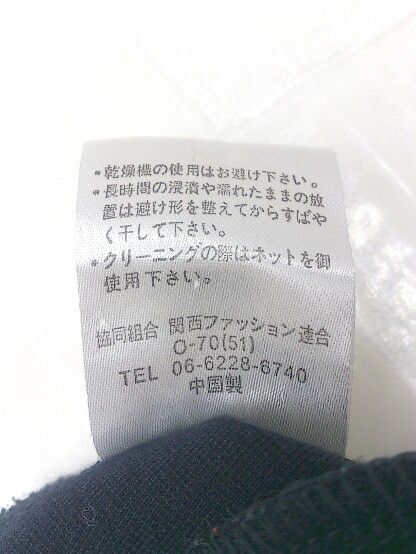 ・乾燥機の使用はお避け下さい。
・長時間の浸漬や濡れたままの放
置は避け形を整えてからすばや
く干して下さい。
・クリーニングの際はネットを御
使用下さい。
協同組合 関西ファッション連合
O-70(51)
TEL 06-6228-6740
中国製